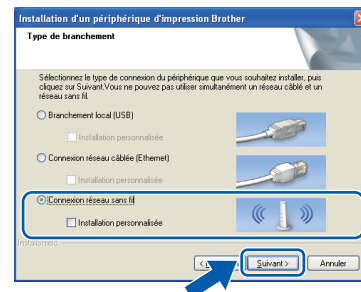 Installation d'un périphérique d'impression Brother
Type de branchement
Sélectionnez le type de connexion du périphérique que vous souhaitez installer, puis
cliquez sur Suivant.Vous ne pouvez pas utiliser simultanément un réseau câblé et un
réseau sans fil.
Branchement local (USB)
Installation personnalisée
Connexion réseau câblée (Ethernet)
Installation personnalisée
Connexion réseau sans fil
Installation personnalisée
InstallShield
Suivant > Annuler